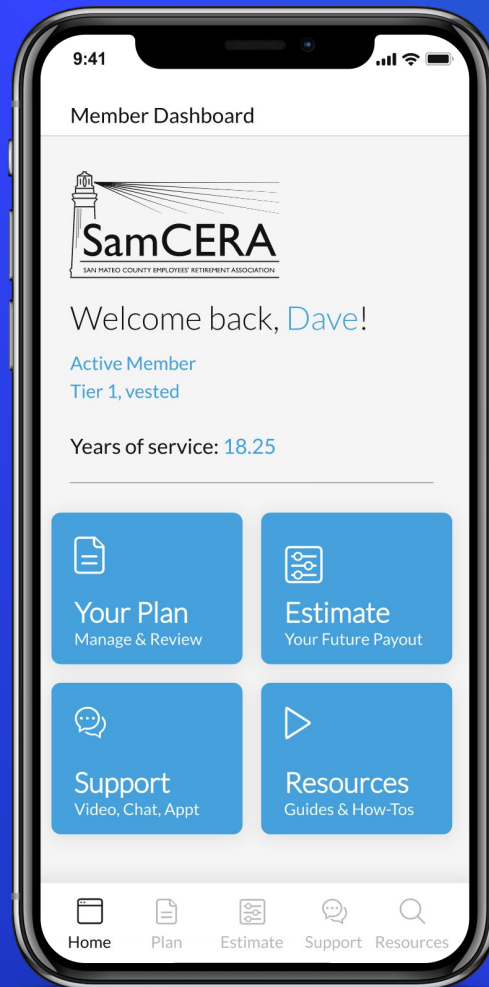 9:41
Member Dashboard
SamCERA
SAN MATEO COUNTY EMPLOYEES' RETIREMENT ASSOCIATION
Welcome back, Dave!
Active Member
Tier 1, vested
Years of service: 18.25
Your Plan
Manage & Review
Estimate
Your Future Payout
Support
Video, Chat, Appt
Resources
Guides & How-Tos
Home Plan Estimate Support Resources